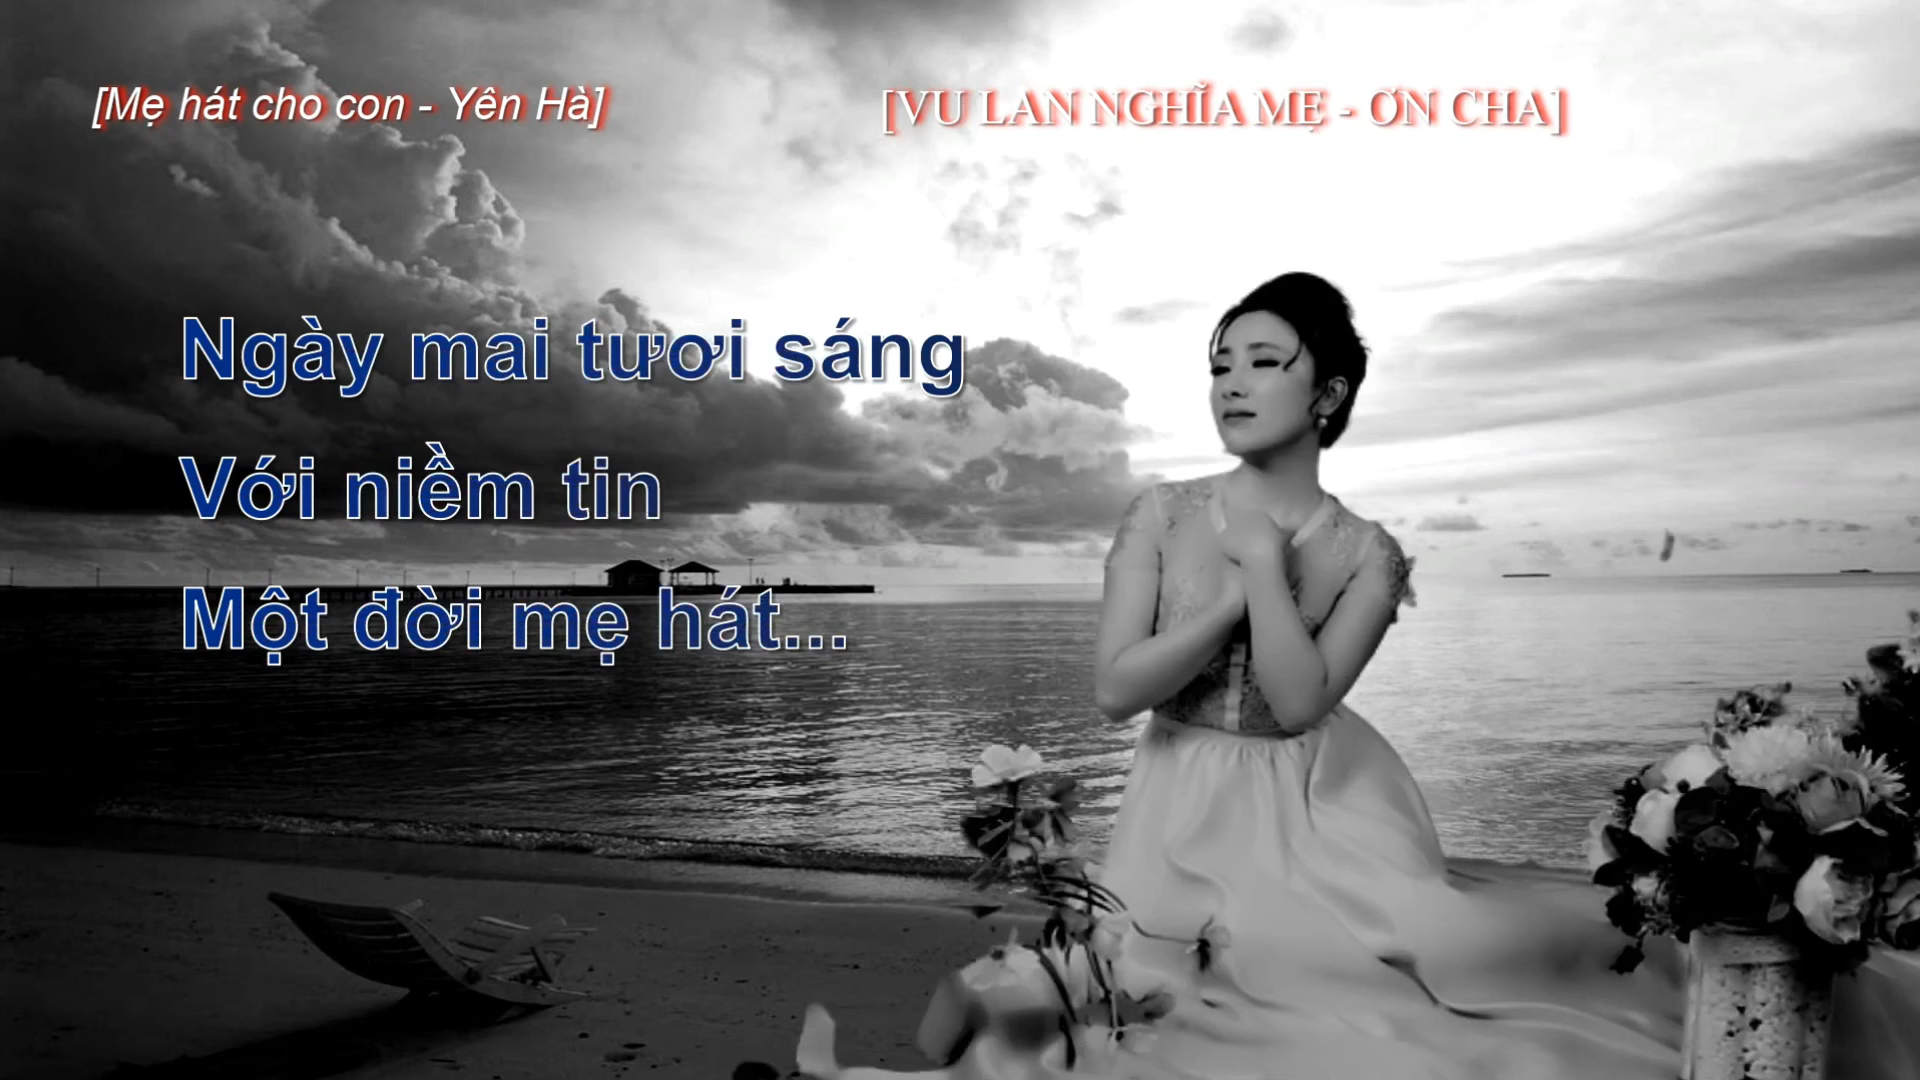 [Mẹ hát cho con - Yên Hà]
[VU LAN NGHĨA MẸ - ƠN CHA]
Ngày mai tươi sáng
Với niềm tin
Một đời mẹ hát...